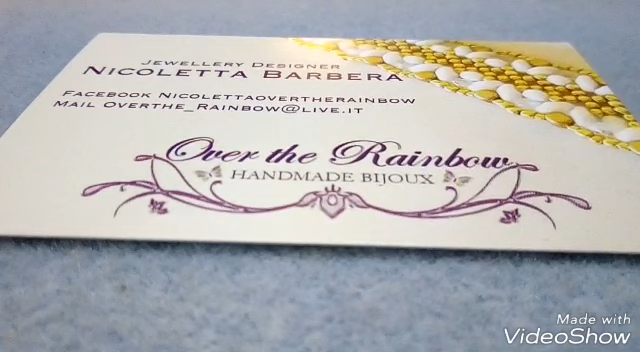 Jewellery Designer
Nicoletta Barbera
Facebook Nicolettaovertherainbow
Mail Overthe_Rainbow@live.it
Over the Rainbow
HANDMADE BIJOUX
Made with
VideoShow